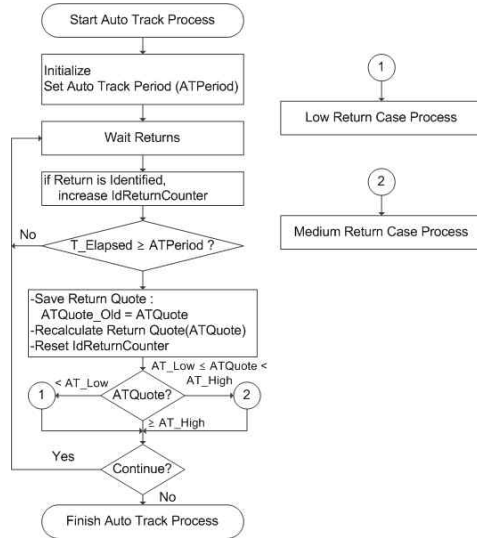 Start Auto Track Process
Initialize
Set Auto Track Period (ATPeriod)
Wait Returns
if Return is Identified,
increase IdReturnCounter
No
T_Elapsed ≥ ATPeriod ?
-Save Return Quote :
ATQuote_Old = ATQuote
-Recalculate Return Quote(ATQuote)
-Reset IdReturnCounter
AT_Low ≤ ATQuote <
AT_High
< AT_Low
1
ATQuote?
2
≥ AT_High
Yes
Continue?
No
Finish Auto Track Process
1
Low Return Case Process
2
Medium Return Case Process